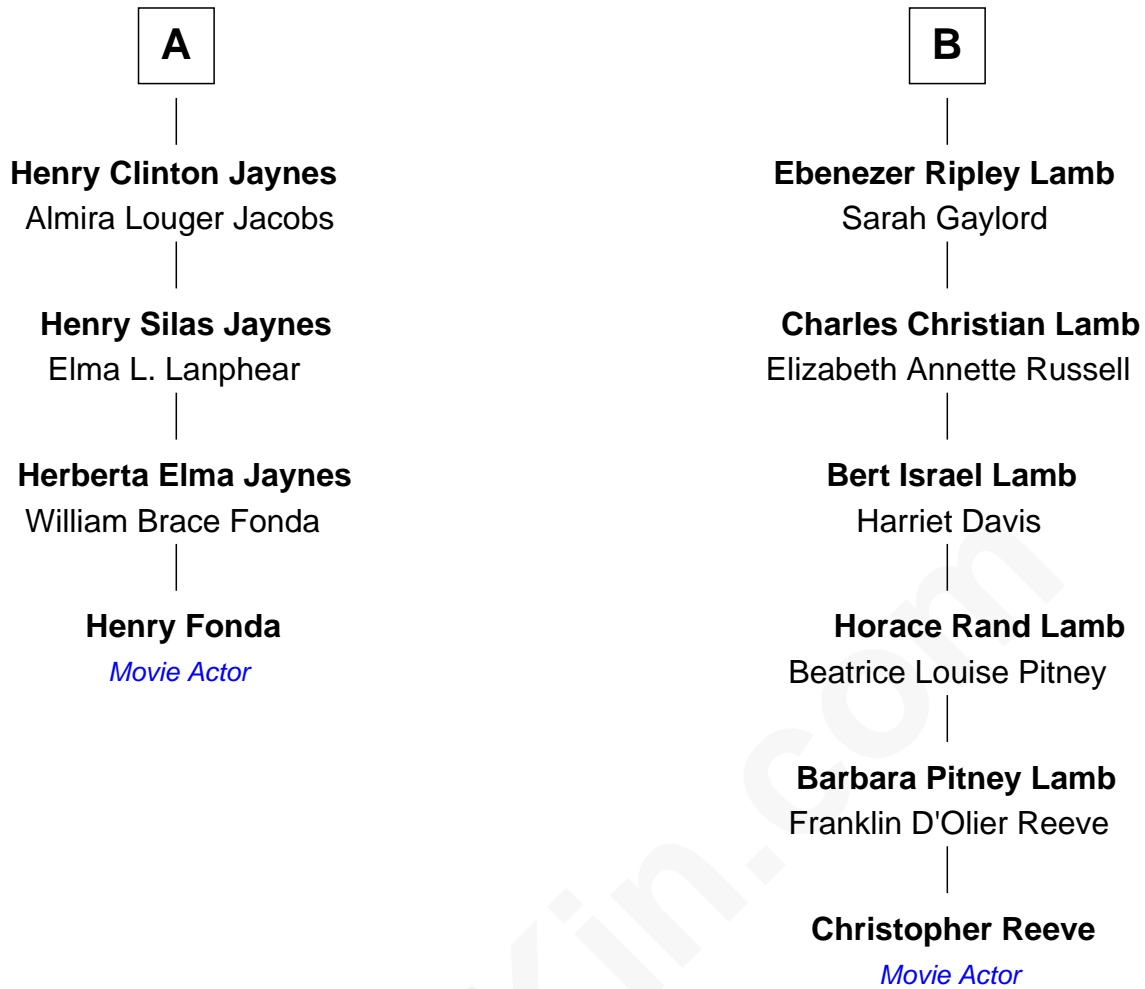 A
Henry Clinton Jaynes
Almira Louger Jacobs
Henry Silas Jaynes
Elma L. Lanphear
Herberta Elma Jaynes
William Brace Fonda
Henry Fonda
Movie Actor
B
Ebenezer Ripley Lamb
Sarah Gaylord
Charles Christian Lamb
Elizabeth Annette Russell
Bert Israel Lamb
Harriet Davis
Horace Rand Lamb
Beatrice Louise Pitney
Barbara Pitney Lamb
Franklin D'Olier Reeve
Christopher Reeve
Movie Actor
Kin.com